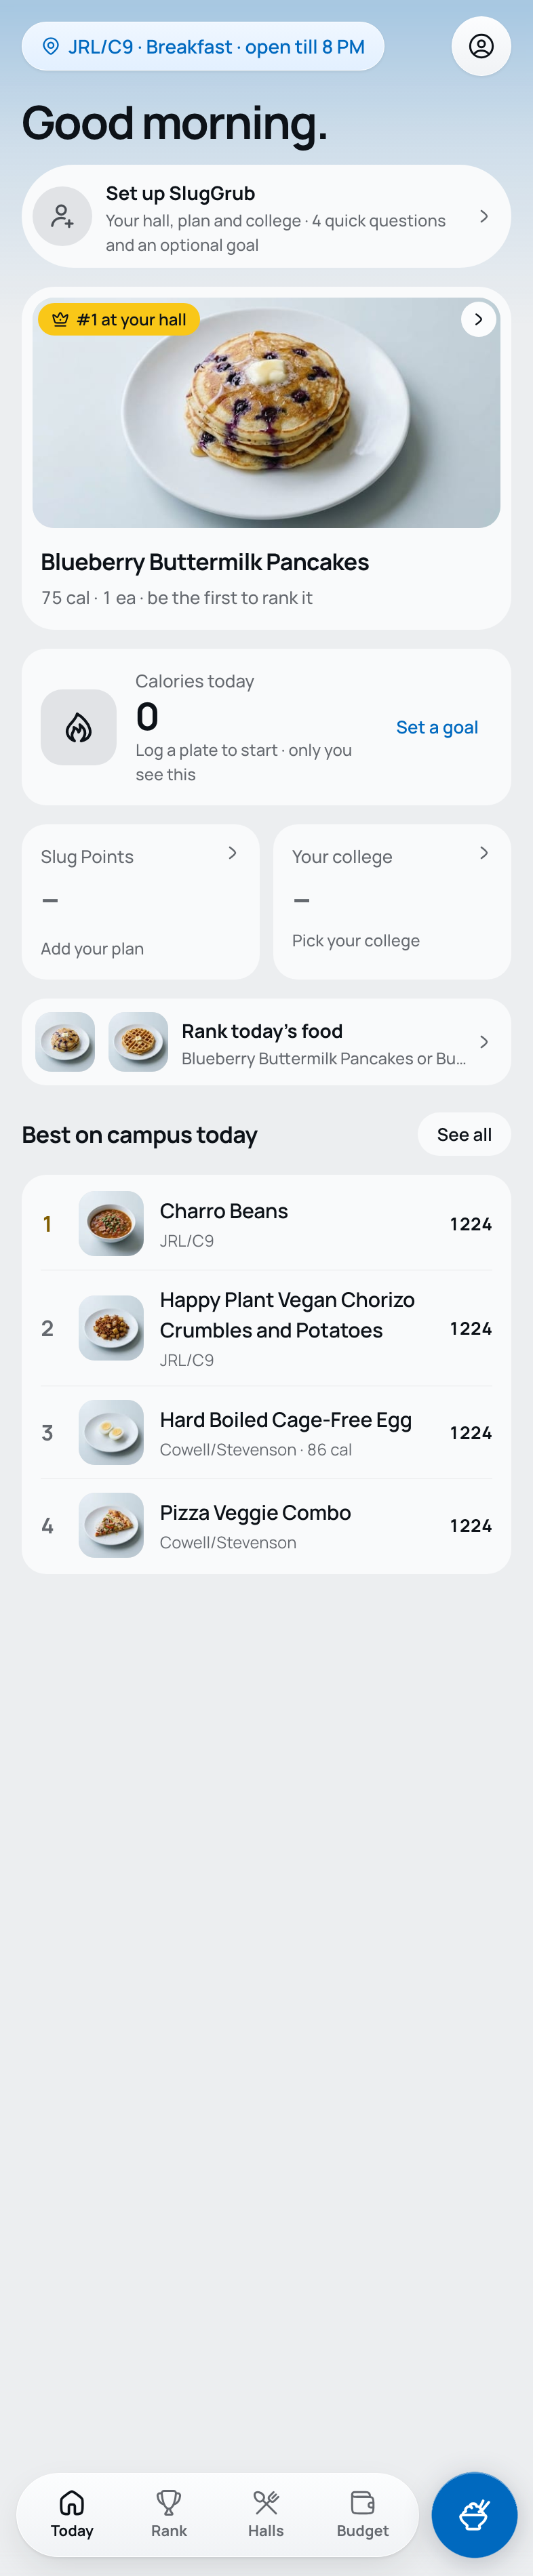 JRL/C9 · Breakfast · open till 8 PM
Good morning.
Set up SlugGrub
Your hall, plan and college · 4 quick questions
and an optional goal
#1 at your hall
Blueberry Buttermilk Pancakes
75 cal · 1 ea · be the first to rank it
Calories today
0
Log a plate to start · only you
see this
Set a goal
Slug Points
–
Add your plan
Your college
–
Pick your college
Rank today's food
Blueberry Buttermilk Pancakes or Bu…
Best on campus today
See all
1
Charro Beans
JRL/C9
1224
2
Happy Plant Vegan Chorizo
Crumbles and Potatoes
JRL/C9
1224
3
Hard Boiled Cage-Free Egg
Cowell/Stevenson · 86 cal
1224
4
Pizza Veggie Combo
Cowell/Stevenson
1224
Today
Rank
Halls
Budget